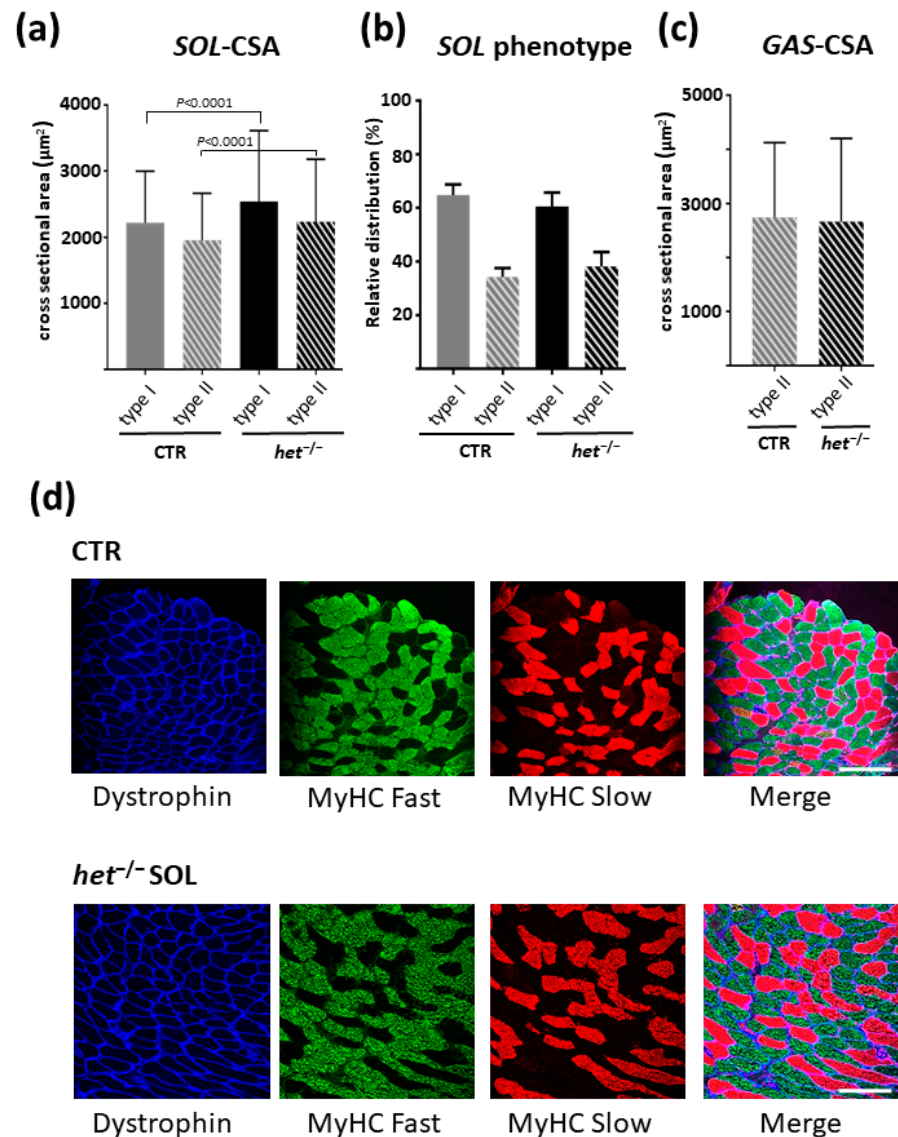 (a)
SOL-CSA
cross sectional area (µm²)
4000
3000
2000
1000
P<0.0001
P<0.0001
type I
type II
type I
type II
CTR
het⁻/⁻
(b)
SOL phenotype
Relative distribution (%)
100
80
60
40
20
type I
type II
type I
type II
CTR
het⁻/⁻
(c)
GAS-CSA
cross sectional area (µm²)
5000
3000
1000
type II
type II
CTR
het⁻/⁻
(d)
CTR
Dystrophin
MyHC Fast
MyHC Slow
Merge
het⁻/⁻ SOL
Dystrophin
MyHC Fast
MyHC Slow
Merge